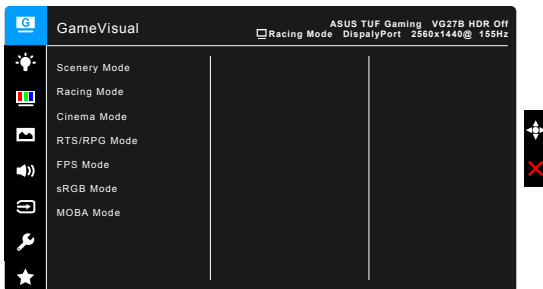 G
GameVisual
ASUS TUF Gaming VG27B HDR Off
Racing Mode DispalyPort 2560x1440@ 155Hz
Scenery Mode
Racing Mode
Cinema Mode
RTS/RPG Mode
FPS Mode
sRGB Mode
MOBA Mode